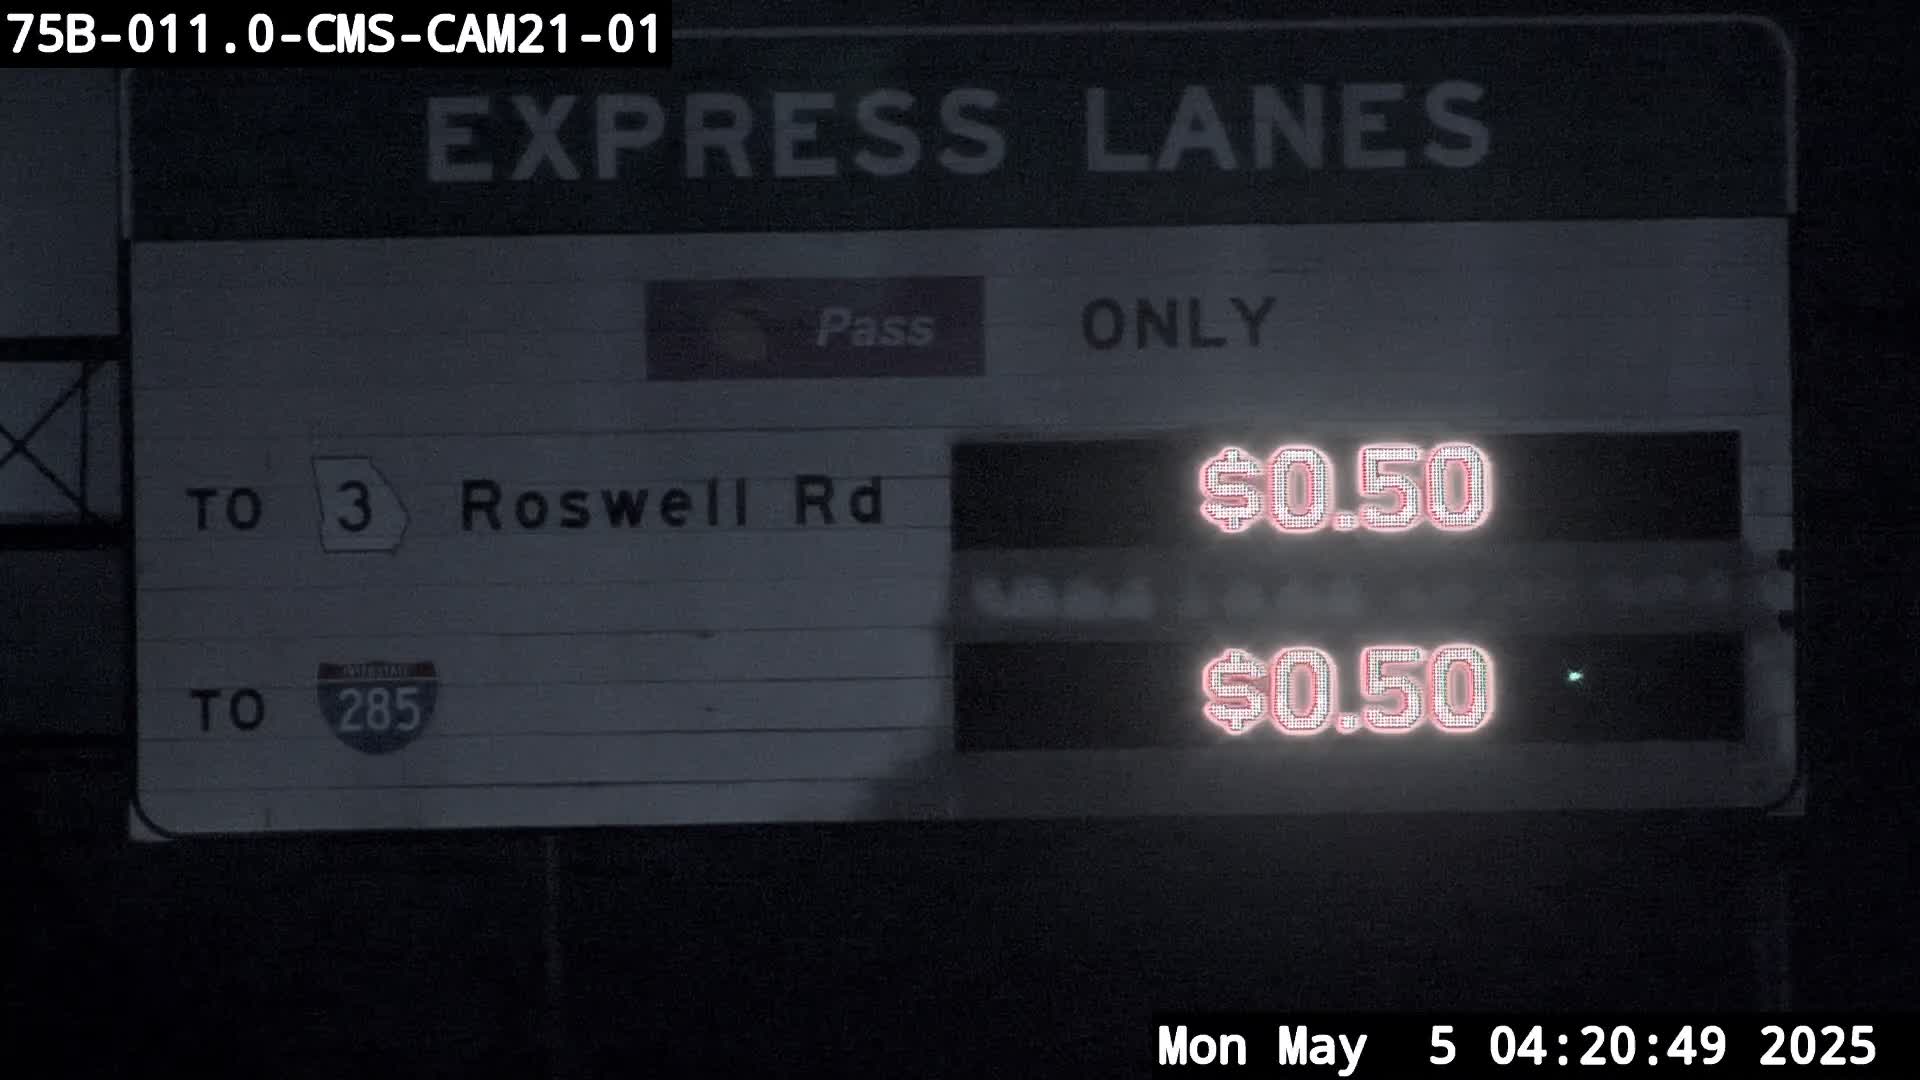 75B-011.0-CMS-CAM21-01
EXPRESS LANES
Pass ONLY
TO 3 Roswell Rd $0.50
TO INTERSTATE 285 $0.50
Mon May 5 04:20:49 2025